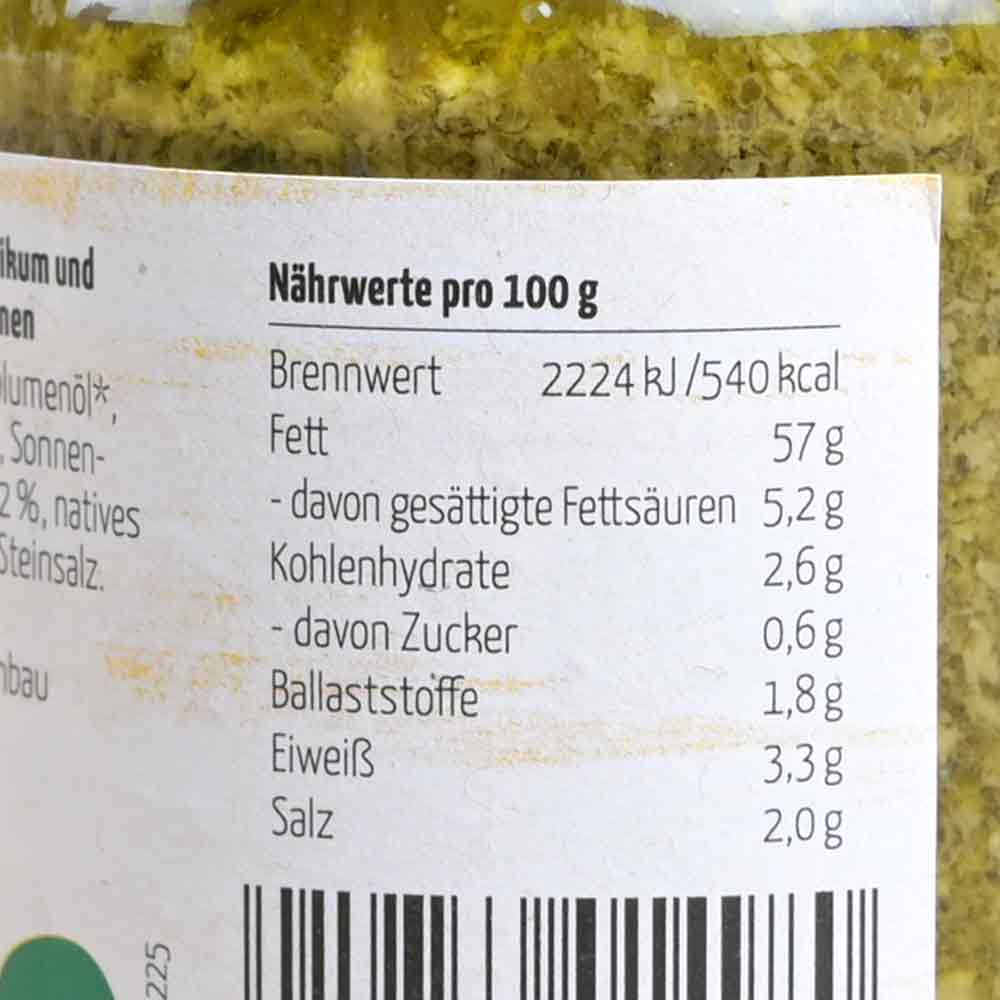 ikum und
nen
lumenöl*,
, Sonnen-
2%, natives
Steinsalz.
nbau
Nährwerte pro 100 g
Brennwert 2224 kJ/540 kcal
Fett 57 g
- davon gesättigte Fettsäuren 5,2 g
Kohlenhydrate 2,6 g
- davon Zucker 0,6 g
Ballaststoffe 1,8 g
Eiweiß 3,3 g
Salz 2,0 g
225